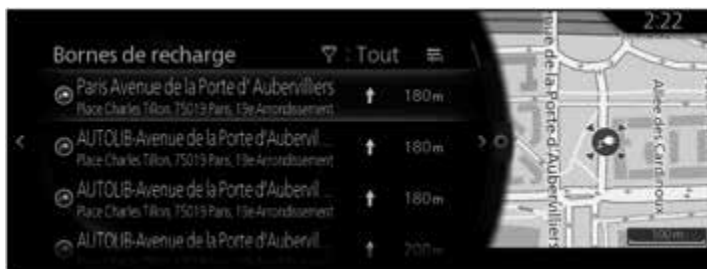 2:22
Bornes de recharge : Tout
Paris Avenue de la Porte d'Aubervilliers
180m
Place Charles Tillon, 75019 Paris, 19e Arrondissement
AUTOLIB-Avenue de la Porte d'Aubervil...
180m
Place Charles Tillon, 75019 Paris, 19e Arrondissement
AUTOLIB-Avenue de la Porte d'Aubervil...
180m
Place Charles Tillon, 75019 Paris, 19e Arrondissement
AUTOLIB-Avenue de la Porte d'Aubervil...
200m
nue de la Porte d'Aubervilliers
Allée des Cardinoux
100m